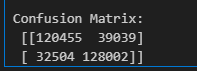 Confusion Matrix:
[[120455  39039]
[ 32504 128002]]